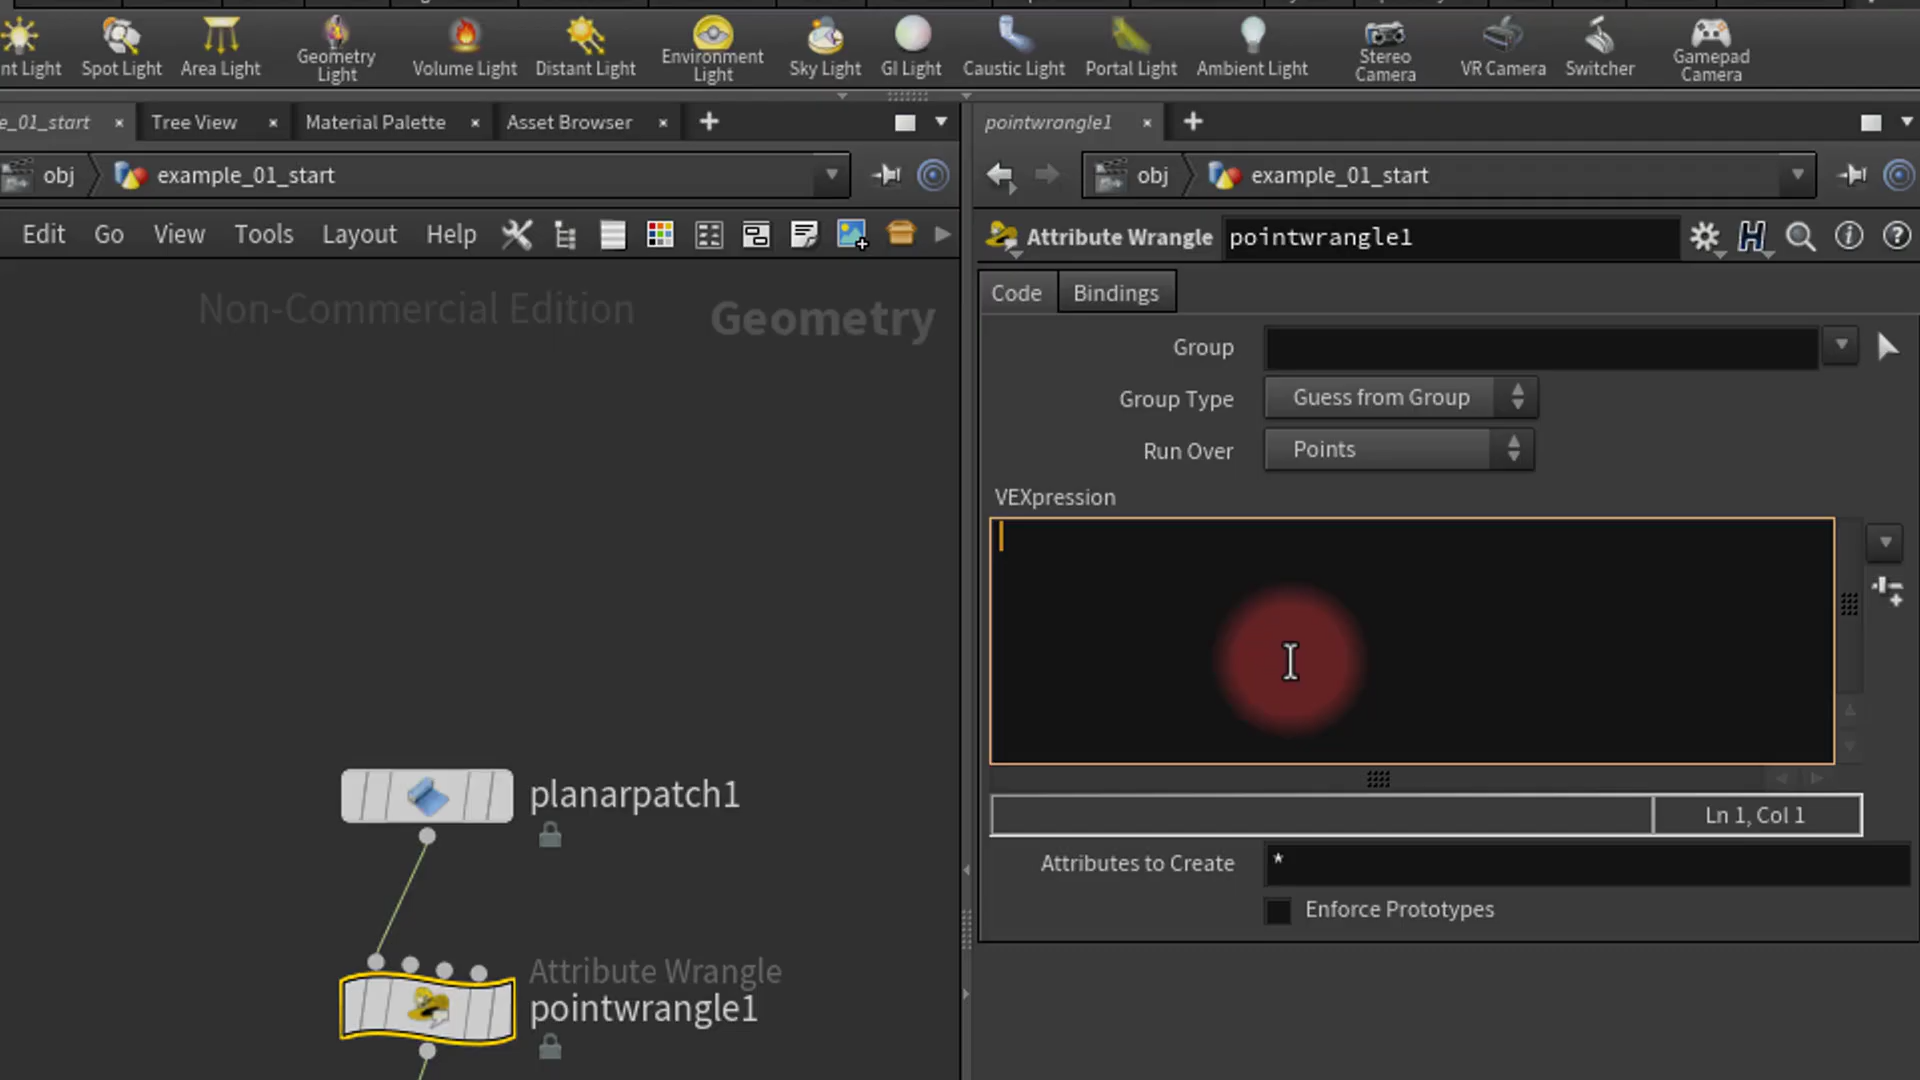 nt Light
Spot Light
Area Light
Geometry
Light
Volume Light
Distant Light
Environment
Light
Sky Light
GI Light
Caustic Light
Portal Light
Ambient Light
Stereo
Camera
VR Camera
Switcher
Gamepad
Camera
e_01_start × Tree View × Material Palette × Asset Browser × +
obj example_01_start
Edit Go View Tools Layout Help
Non-Commercial Edition
Geometry
planarpatch1
Attribute Wrangle
pointwrangle1
pointwrangle1 × +
obj example_01_start
Attribute Wrangle pointwrangle1
Code Bindings
Group
Group Type Guess from Group
Run Over Points
VEXpression
Ln 1, Col 1
Attributes to Create *
Enforce Prototypes